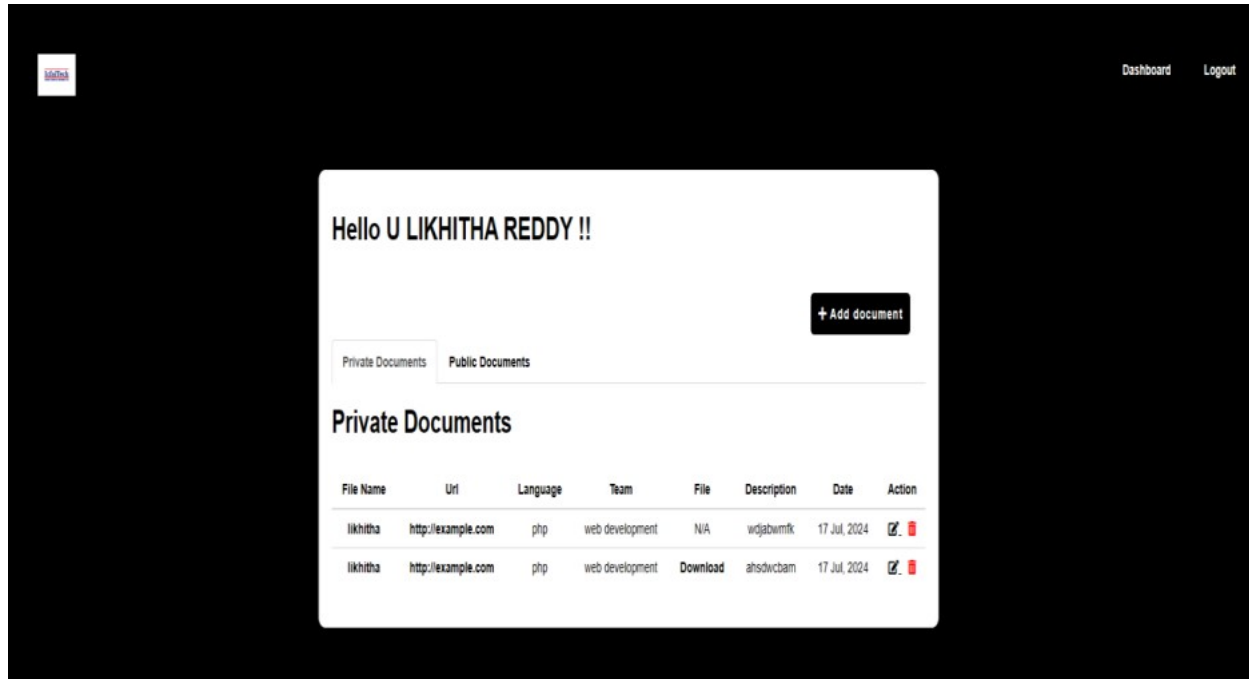 Dashboard Logout
Hello U LIKHITHA REDDY !!
+ Add document
Private Documents Public Documents
Private Documents
File Name Url Language Team File Description Date Action
likhitha http://example.com php web development N/A wdjabwmfk 17 Jul, 2024
likhitha http://example.com php web development Download ahsdwcbam 17 Jul, 2024